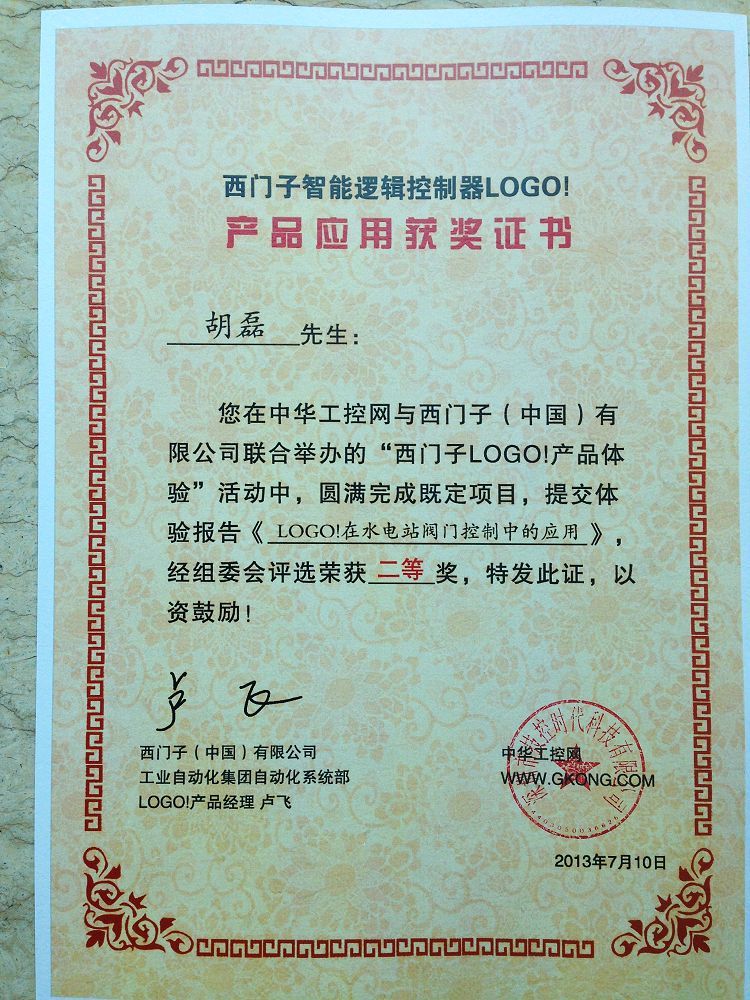 西门子智能逻辑控制器LOGO!
产品应用获奖证书
胡磊 先生：
您在中华工控网与西门子（中国）有
限公司联合举办的“西门子LOGO!产品体
验”活动中，圆满完成既定项目，提交体
验报告《LOGO!在水电站阀门控制中的应用》，
经组委会评选荣获 二等 奖，特发此证，以
资鼓励！
卢飞
西门子（中国）有限公司
工业自动化集团自动化系统部
LOGO!产品经理 卢飞
中华工控网
WWW.GKONG.COM
2013年7月10日